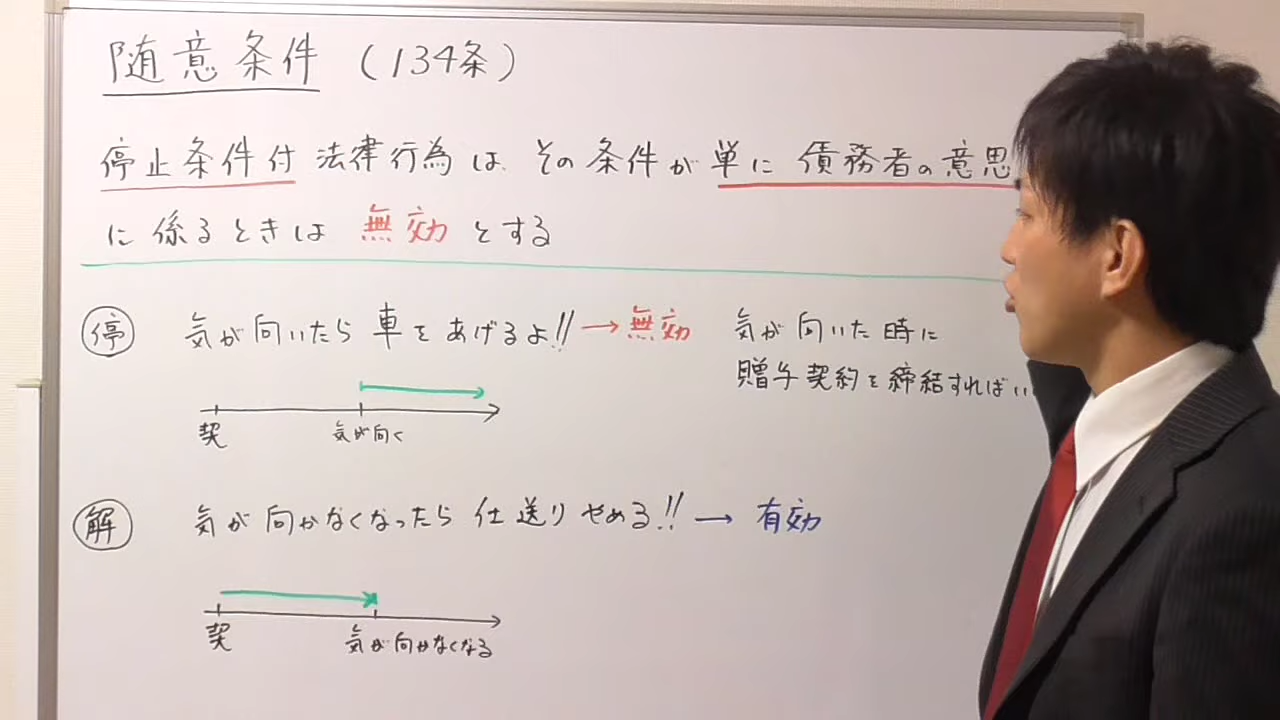 随意条件 (134条)
停止条件付法律行為は、その条件が単に債務者の意思
に係るときは 無効とする
停 気が向いたら車をあげるよ!! → 無効 気が向いた時に
贈与契約を締結すればい
契 気が向く
解 気が向かなくなったら仕送りやめる!! → 有効
契 気が向かなくなる